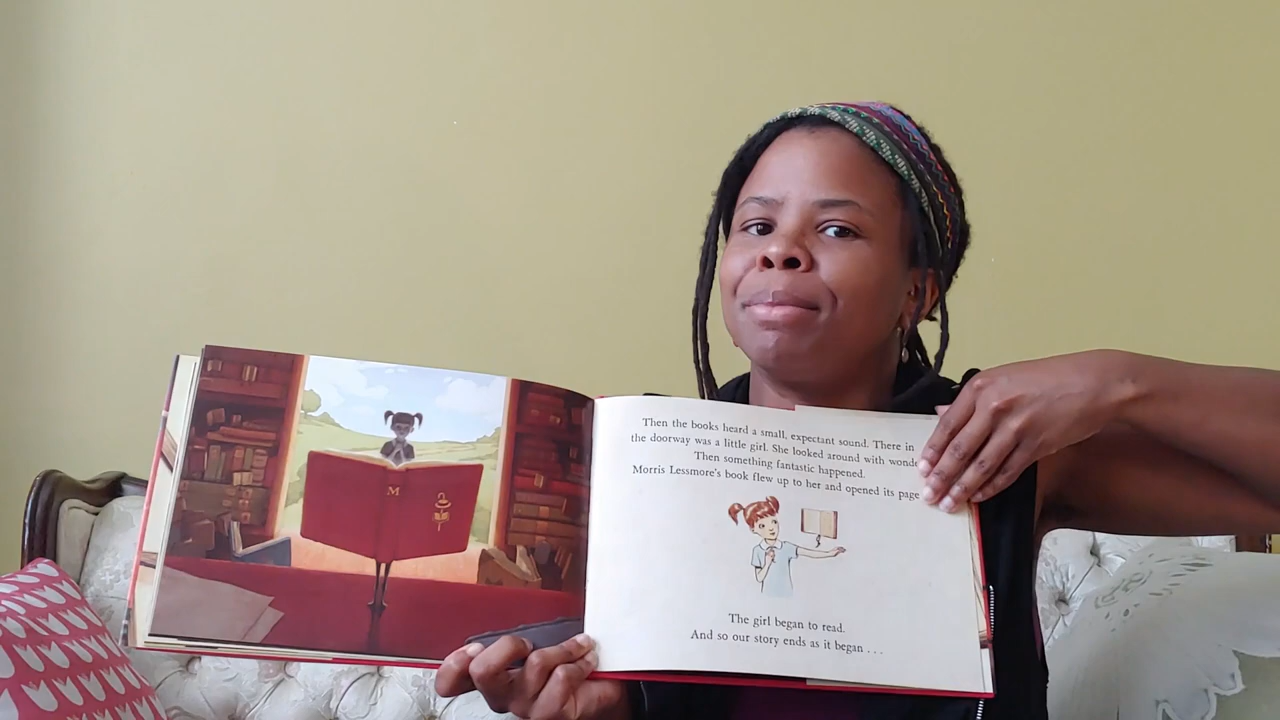 M
Then the books heard a small, expectant sound. There in
the doorway was a little girl. She looked around with
Then something fantastic happened.
Morris Lessmore's book flew up to her and opened its
The girl began to read.
And so our story ends as it began . . .